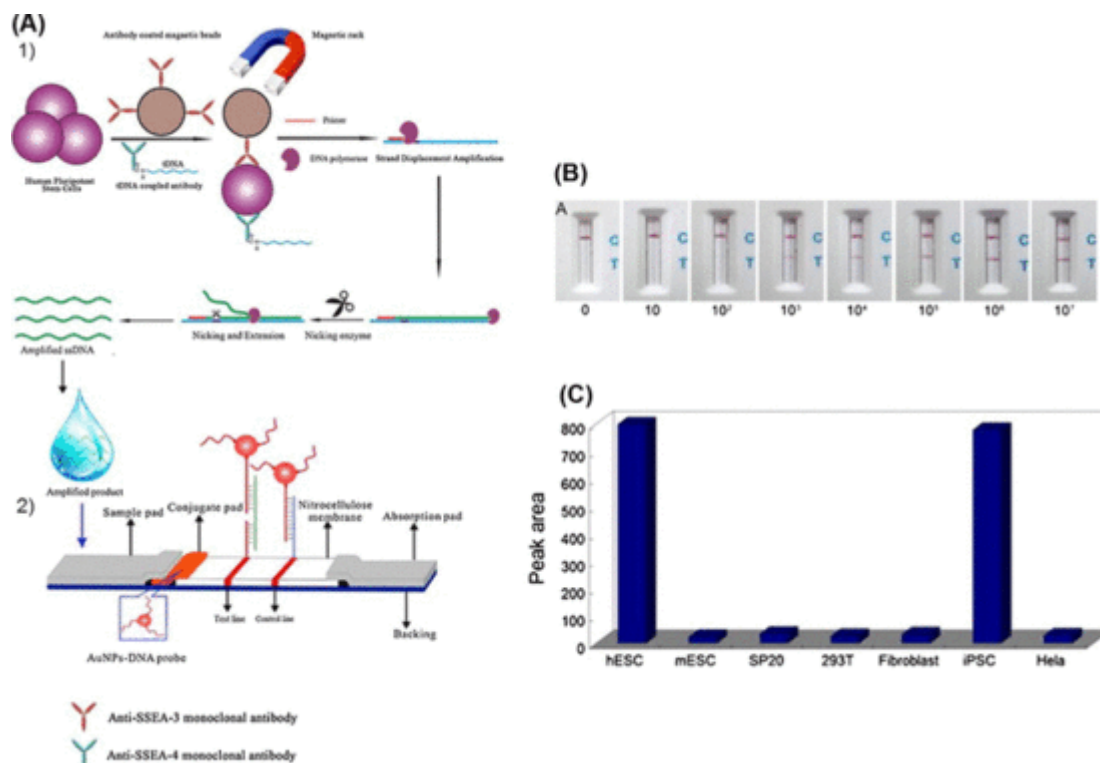 (A)
1)
Antibody coated magnetic beads
Magnetic rack
Primer
DNA polymerase
tDNA
tDNA coupled antibody
Human Pluripotent
Stem Cells
Strand Displacement Amplification
Nicking enzyme
Nicking and Extension
Amplified ssDNA
Amplified product
2)
Sample pad
Conjugate pad
Nitrocellulose
membrane
Absorption pad
Test line
Control line
Backing
AuNPs-DNA probe
Anti-SSEA-3 monoclonal antibody
Anti-SSEA-4 monoclonal antibody
(B)
A
C C C C C C C C
T T T T T T T T
0 10 10² 10³ 10⁴ 10⁵ 10⁶ 10⁷
(C)
Peak area
800
700
600
500
400
300
200
100
0
hESC mESC SP20 293T Fibroblast iPSC Hela